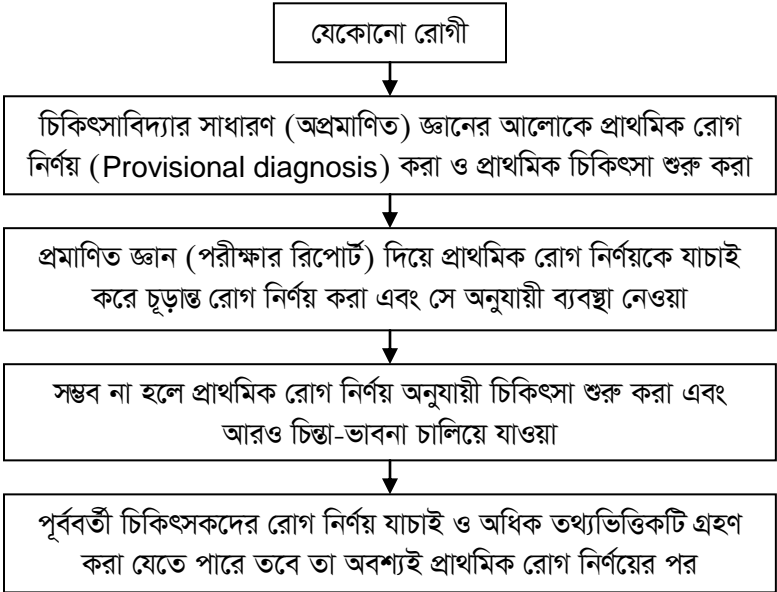 যেকোনো রোগী
চিকিৎসাবিদ্যার সাধারণ (অপ্রমাণিত) জ্ঞানের আলোকে প্রাথমিক রোগ
নির্ণয় (Provisional diagnosis) করা ও প্রাথমিক চিকিৎসা শুরু করা
প্রমাণিত জ্ঞান (পরীক্ষার রিপোর্ট) দিয়ে প্রাথমিক রোগ নির্ণয়কে যাচাই
করে চূড়ান্ত রোগ নির্ণয় করা এবং সে অনুযায়ী ব্যবস্থা নেওয়া
সম্ভব না হলে প্রাথমিক রোগ নির্ণয় অনুযায়ী চিকিৎসা শুরু করা এবং
আরও চিন্তা-ভাবনা চালিয়ে যাওয়া
পূর্ববর্তী চিকিৎসকদের রোগ নির্ণয় যাচাই ও অধিক তথ্যভিত্তিকটি গ্রহণ
করা যেতে পারে তবে তা অবশ্যই প্রাথমিক রোগ নির্ণয়ের পর